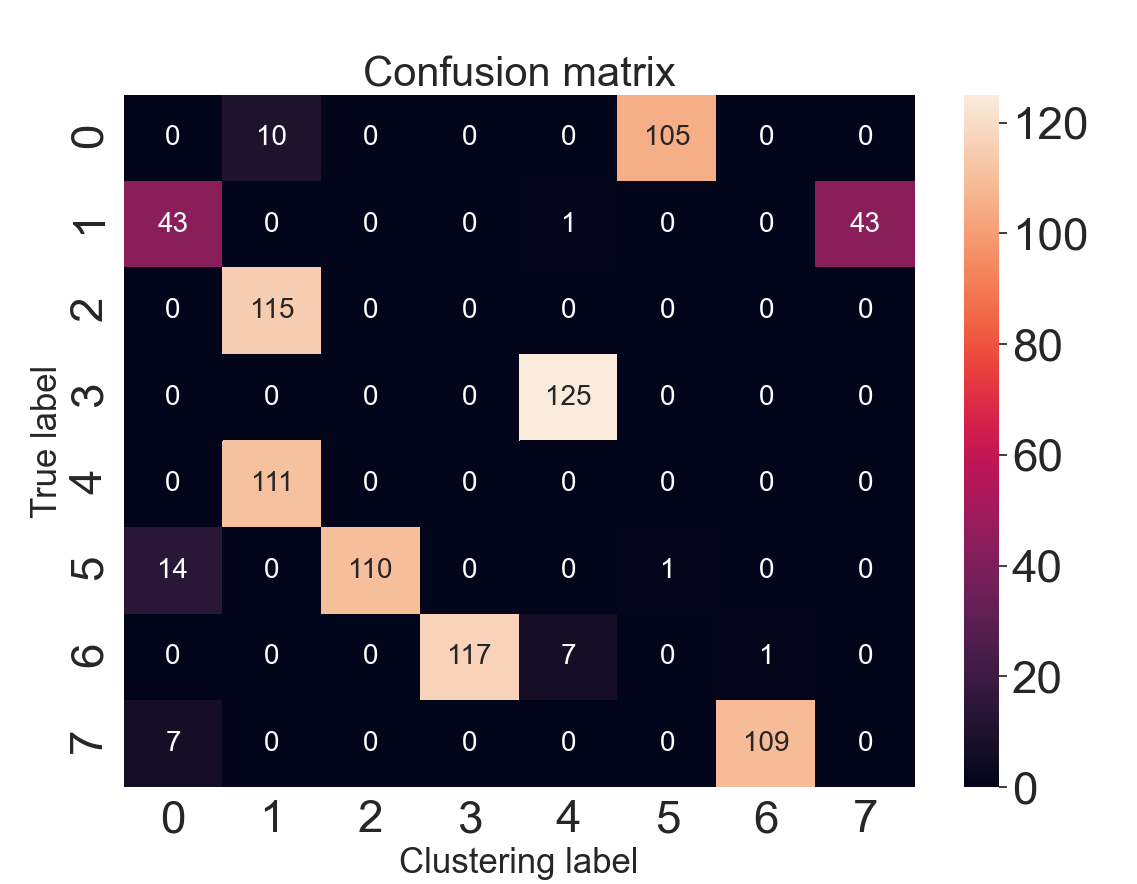 Confusion matrix
0 0 10 0 0 0 105 0 0
1 43 0 0 0 1 0 0 43
2 0 115 0 0 0 0 0 0
3 0 0 0 0 125 0 0 0
4 0 111 0 0 0 0 0 0
5 14 0 110 0 0 1 0 0
6 0 0 0 117 7 0 1 0
7 7 0 0 0 0 0 109 0
0 1 2 3 4 5 6 7
True label
Clustering label
120
100
80
60
40
20
0